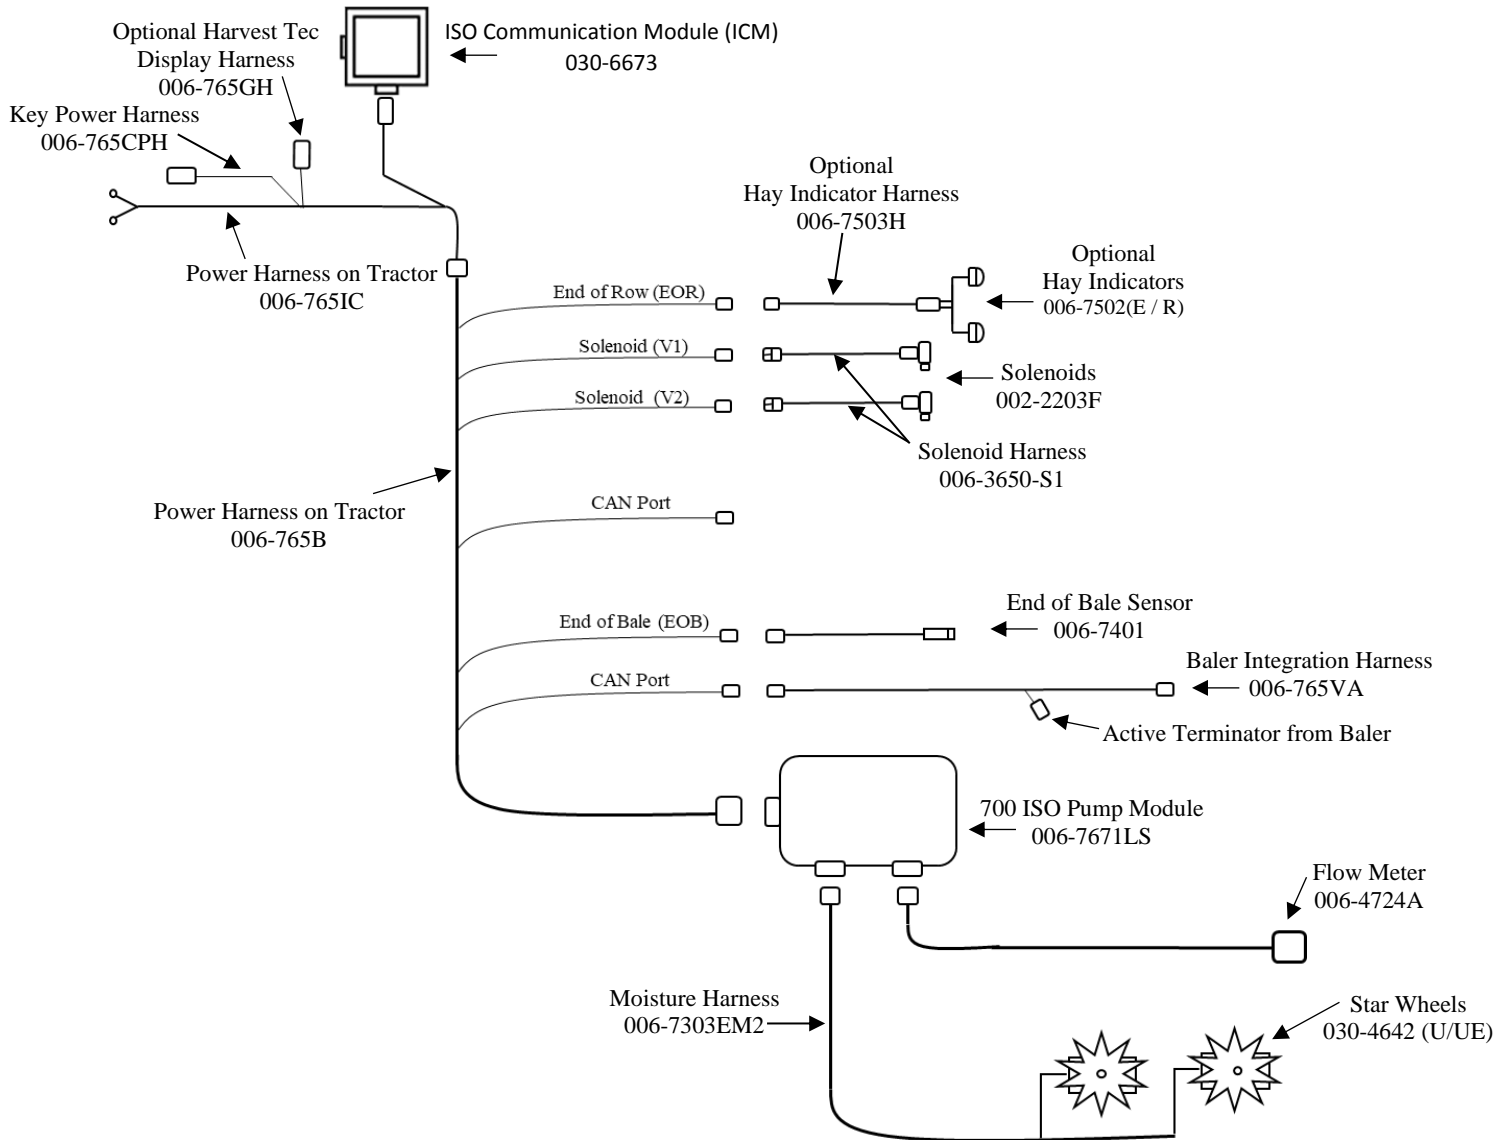 Optional Harvest Tec
Display Harness
006-765GH
ISO Communication Module (ICM)
030-6673
Key Power Harness
006-765CPH
Power Harness on Tractor
006-765IC
Optional
Hay Indicator Harness
006-7503H
Optional
Hay Indicators
006-7502(E / R)
End of Row (EOR)
Solenoid (V1)
Solenoid (V2)
Solenoids
002-2203F
Solenoid Harness
006-3650-S1
Power Harness on Tractor
006-765B
CAN Port
End of Bale (EOB)
End of Bale Sensor
006-7401
CAN Port
Baler Integration Harness
006-765VA
Active Terminator from Baler
700 ISO Pump Module
006-7671LS
Flow Meter
006-4724A
Moisture Harness
006-7303EM2
Star Wheels
030-4642 (U/UE)